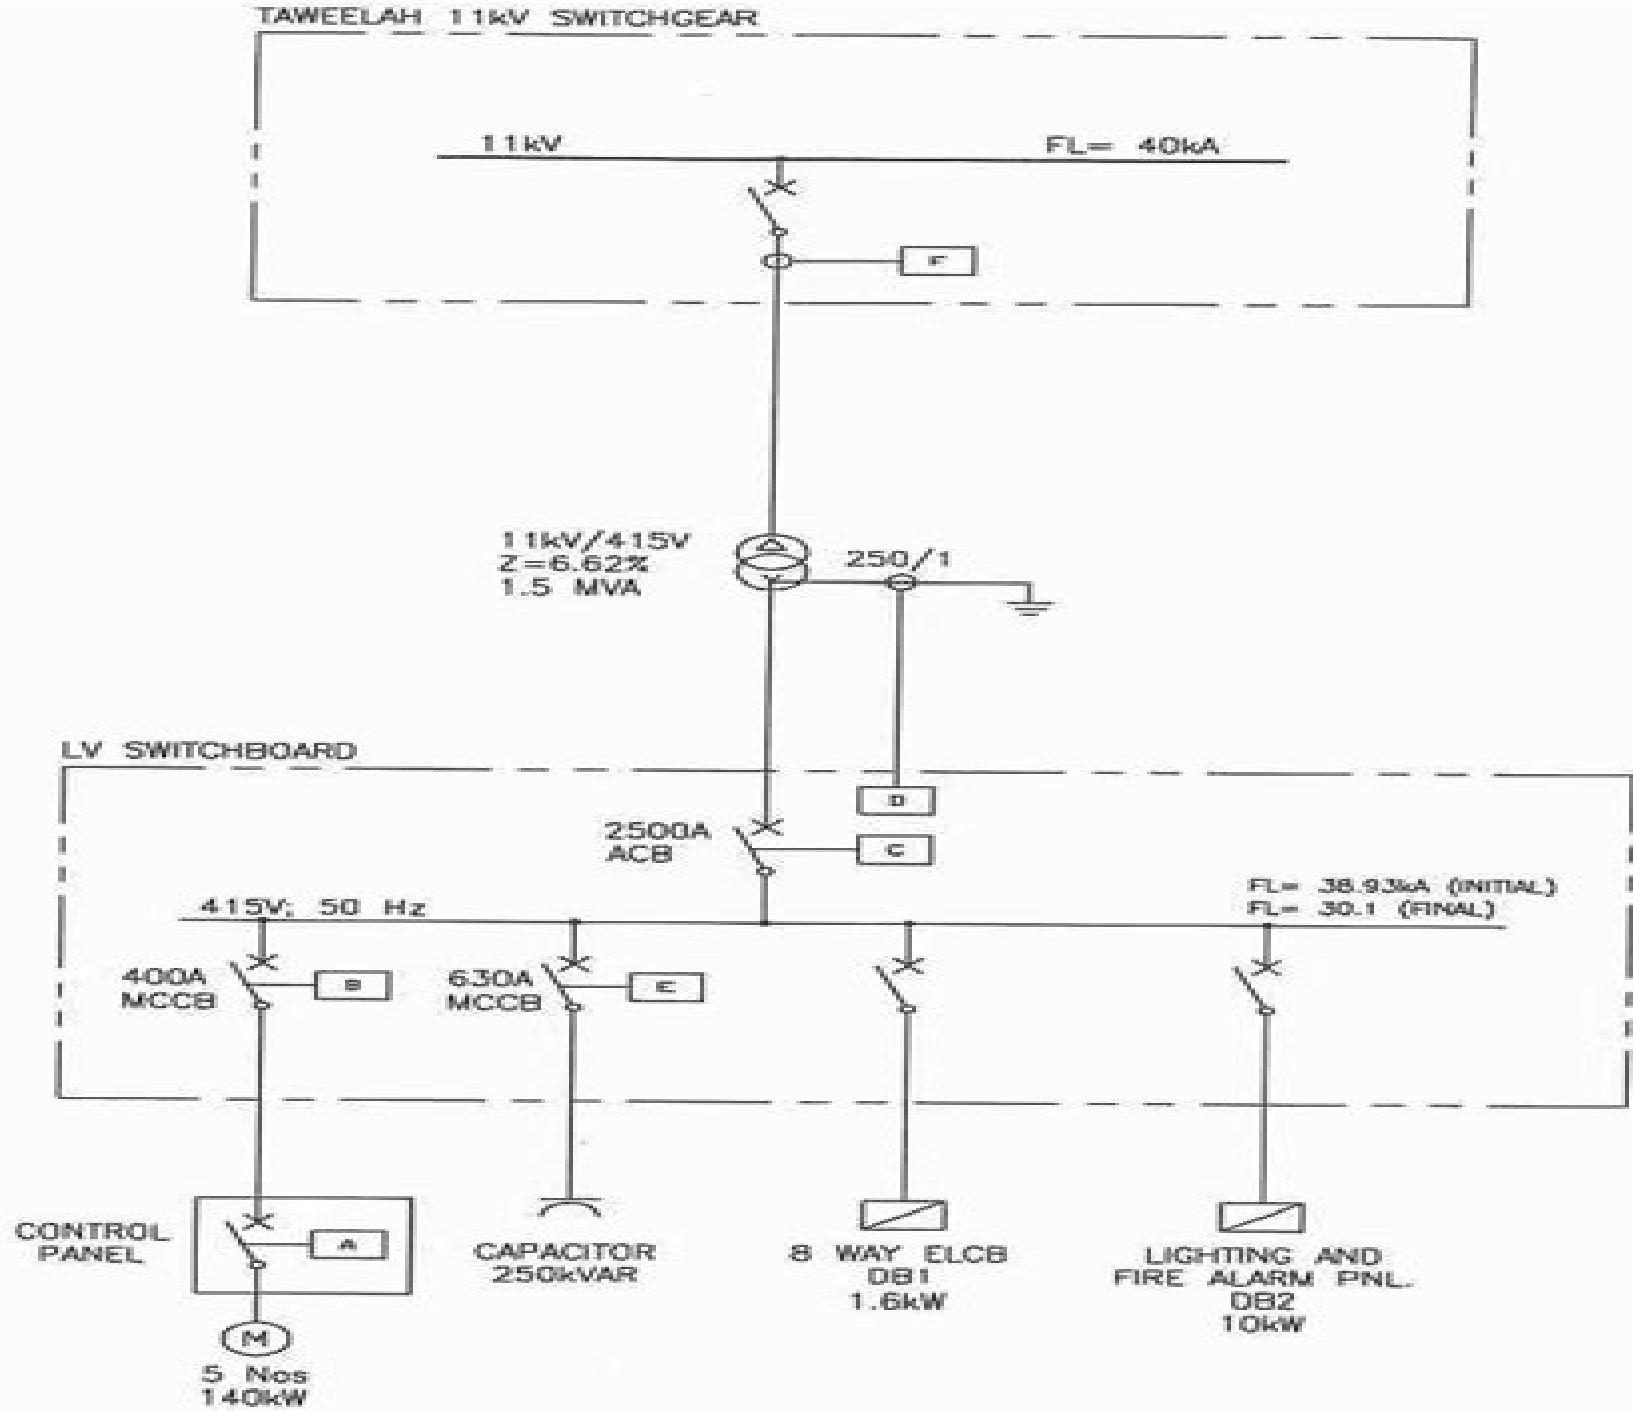 TAWEELAH 11kV SWITCHGEAR
11kV
FL= 40kA
F
11kV/415V
Z=6.62%
1.5 MVA
250/1
LV SWITCHBOARD
D
2500A
ACB
C
415V; 50 Hz
FL= 38.93kA (INITIAL)
FL= 30.1 (FINAL)
400A
MCCB
B
630A
MCCB
E
CONTROL
PANEL
A
M
5 Nos
140kW
CAPACITOR
250kVAR
8 WAY ELCB
DB1
1.6kW
LIGHTING AND
FIRE ALARM PNL.
DB2
10kW